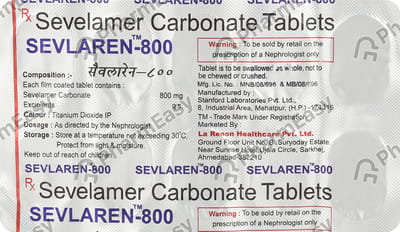 Rx Sevelamer Carbonate Tablets
SEVLAREN™-800
सेवलारेन-८००
Composition :-
Each film coated tablet contains :
Sevelamer Carbonate 800 mg
Excipients q.s.
Colour : Titanium Dioxide IP
Dosage : As directed by the Nephrologist.
Storage : Store at a temperature not exceeding 30°C.
Protect from light & moisture.
Keep out of reach of children.
Warning : To be sold by retail on the
prescription of a Nephrologist only
Tablet is to be swallowed as whole, not to
be chewed or crushed.
Mfg. Lic. No. : MNB/08/696 & MB/08/696
Manufactured by :
Stanford Laboratories Pvt. Ltd.
8, Industrial Area, Mehatpur, (H.P.)-174315
TM - Trade Mark Under Registration
Marketed By :
La Renon Healthcare Pvt. Ltd.
Ground Floor Unit No. Suryoday Estate
Near Sunrise Circle, Sarkhej,
Ahmedabad-382210
SEVLAREN-800 SEVLAREN-800 SEVLAREN-800
Rx Sevelamer Carbonate Tablets
SEVLAREN™-800
Warning : To be sold by retail on the
prescription of a Nephrologist only.
PharmEasy